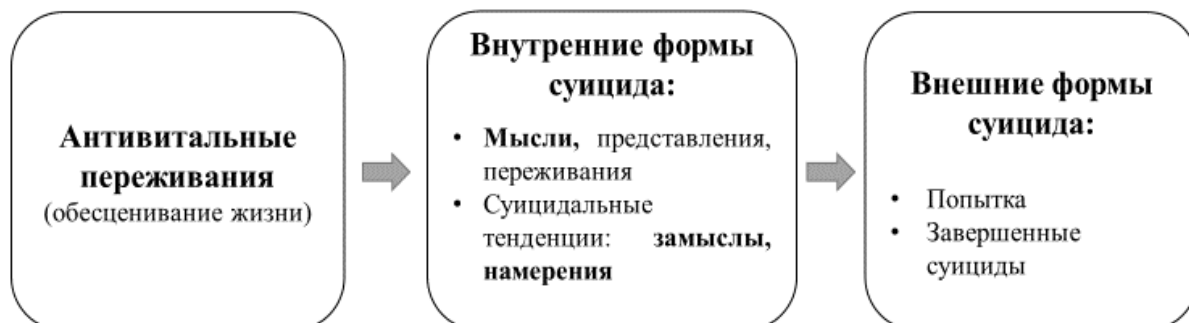 Антивитальные
переживания
(обесценивание жизни)
Внутренние формы
суицида:
• Мысли, представления,
переживания
• Суицидальные
тенденции: замыслы,
намерения
Внешние формы
суицида:
• Попытка
• Завершенные
суициды